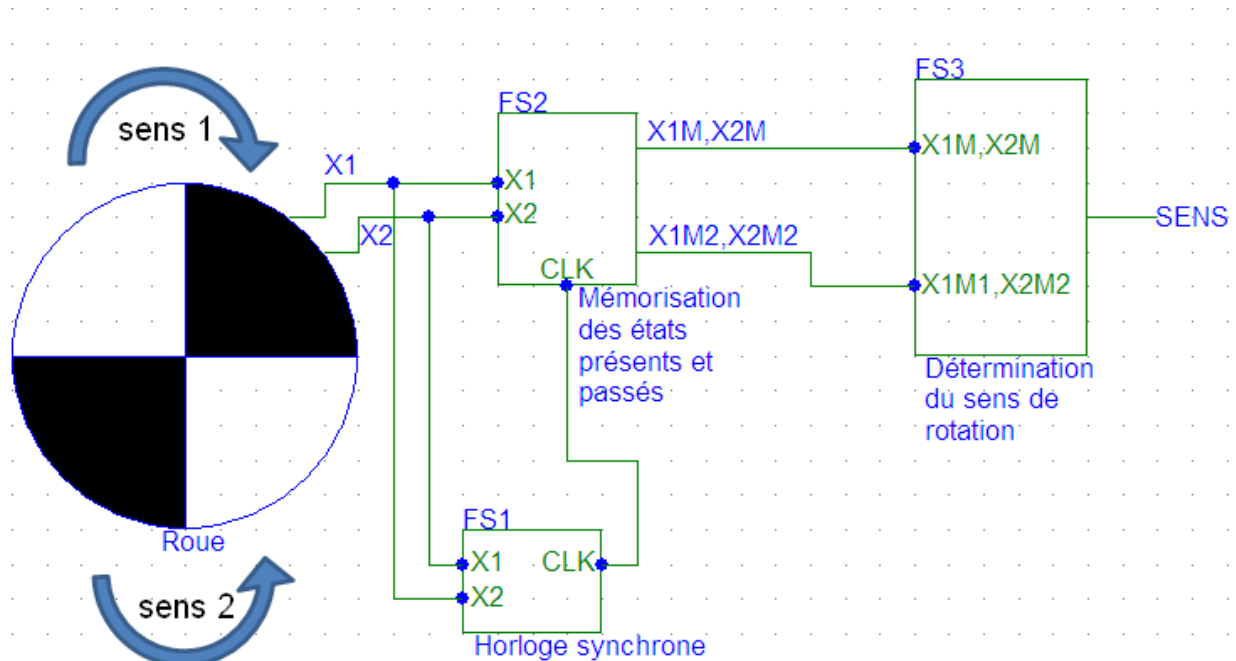 sens 1
X1
X2
Roue
sens 2
FS2
X1
X2
CLK
Mémorisation
des états
présents et
passés
X1M,X2M
X1M2,X2M2
FS3
X1M,X2M
X1M1,X2M2
Détermination
du sens de
rotation
SENS
FS1
X1
X2
CLK
Horloge synchrone